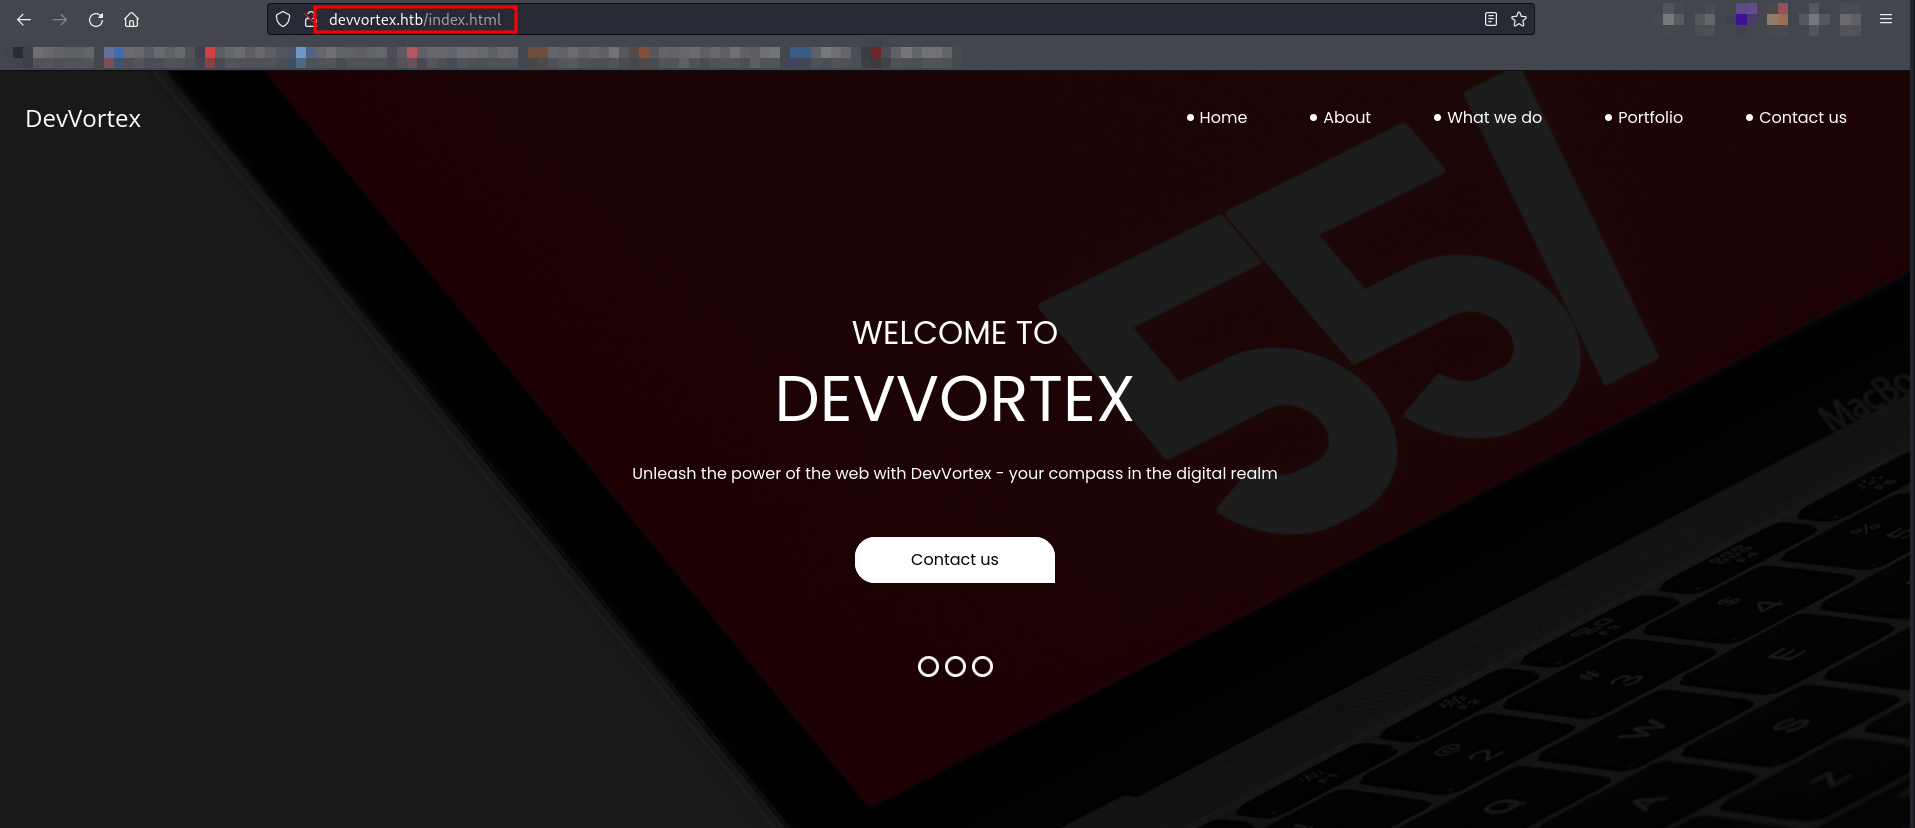 devvortex.htb/index.html
DevVortex
Home
About
What we do
Portfolio
Contact us
WELCOME TO
DEVVORTEX
Unleash the power of the web with DevVortex - your compass in the digital realm
Contact us
55/